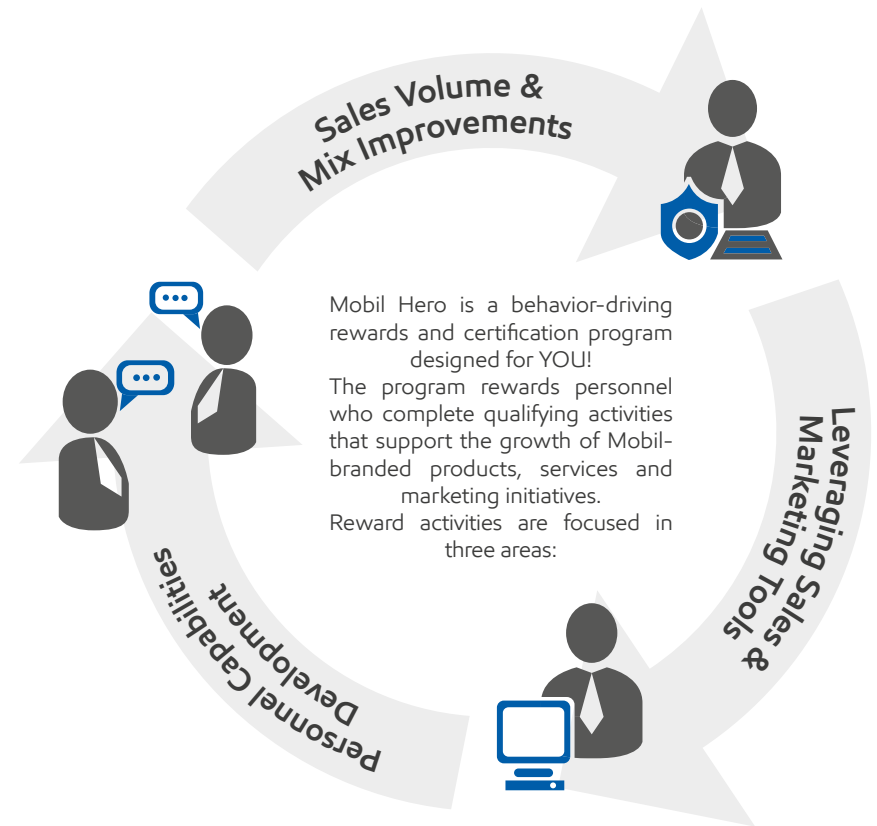 Sales Volume &
Mix Improvements
Mobil Hero is a behavior-driving
rewards and certification program
designed for YOU!
The program rewards personnel
who complete qualifying activities
that support the growth of Mobil-
branded products, services and
marketing initiatives.
Reward activities are focused in
three areas:
Leveraging Sales &
Marketing Tools
Personnel Capabilities
Development